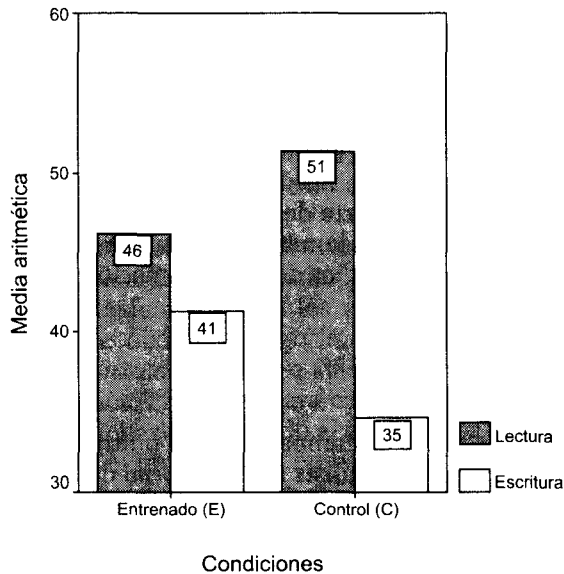 60
50
40
30
Media aritmética
46
41
51
35
Entrenado (E)
Control (C)
Condiciones
Lectura
Escritura